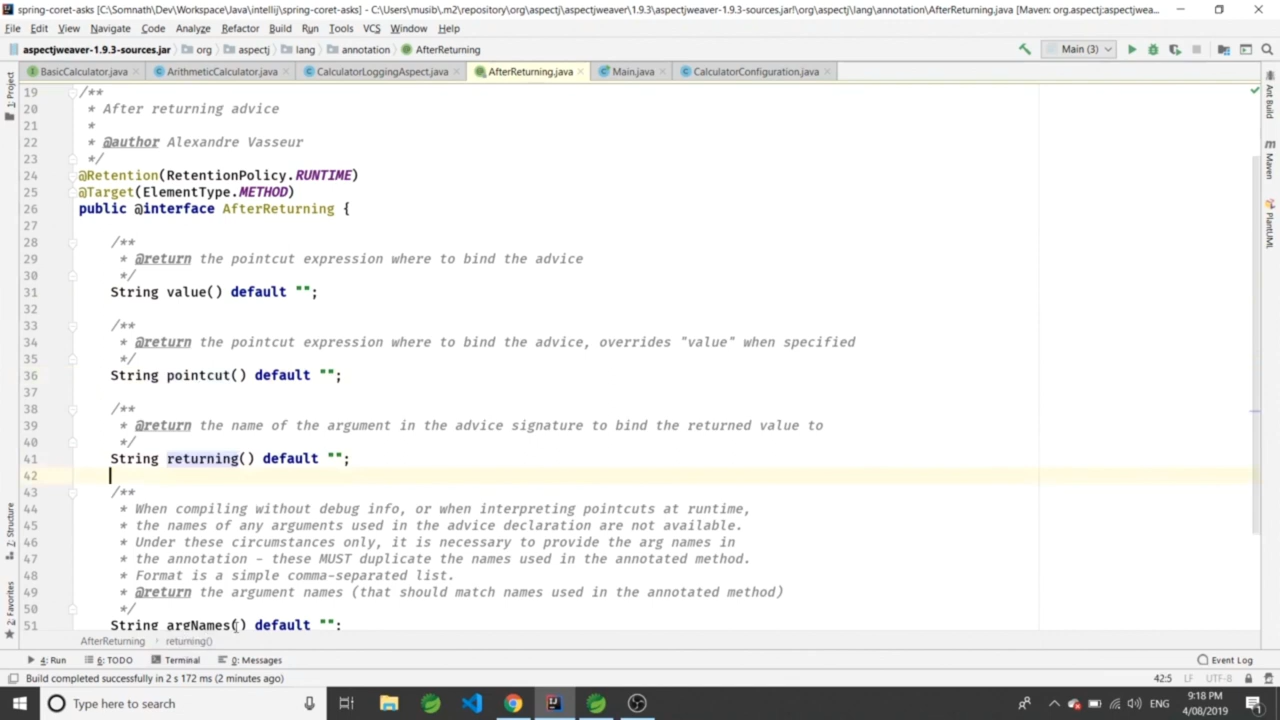 spring-coret-asks [C:\Somnath\Dev\Workspace\Java\intellij\spring-coret-asks] - C:\Users\musib\.m2\repository\org\aspectj\aspectjweaver\1.9.3\aspectjweaver-1.9.3-sources.jar!\org\aspectj\lang\annotation\AfterReturning.java [Maven: org.aspectj:aspectjwea...
File Edit View Navigate Code Analyze Refactor Build Run Tools VCS Window Help
aspectjweaver-1.9.3-sources.jar org aspectj lang annotation AfterReturning Main (3)
BasicCalculator.java ArithmeticCalculator.java CalculatorLoggingAspect.java AfterReturning.java Main.java CalculatorConfiguration.java
1: Project
Z: Structure
2: Favorites
Ant Build
Maven
PlantUML
19 /**
20 * After returning advice
21 *
22 * @author Alexandre Vasseur
23 */
24 @Retention(RetentionPolicy.RUNTIME)
25 @Target(ElementType.METHOD)
26 public @interface AfterReturning {
27
28 /**
29 * @return the pointcut expression where to bind the advice
30 */
31 String value() default "";
32
33 /**
34 * @return the pointcut expression where to bind the advice, overrides "value" when specified
35 */
36 String pointcut() default "";
37
38 /**
39 * @return the name of the argument in the advice signature to bind the returned value to
40 */
41 String returning() default "";
42
43 /**
44 * When compiling without debug info, or when interpreting pointcuts at runtime,
45 * the names of any arguments used in the advice declaration are not available.
46 * Under these circumstances only, it is necessary to provide the arg names in
47 * the annotation - these MUST duplicate the names used in the annotated method.
48 * Format is a simple comma-separated list.
49 * @return the argument names (that should match names used in the annotated method)
50 */
51 String argNames() default "";
AfterReturning returning()
4: Run 6: TODO Terminal 0: Messages Event Log
Build completed successfully in 2 s 172 ms (2 minutes ago) 42:5 LF UTF-8
Type here to search ENG 9:18 PM
4/08/2019
1